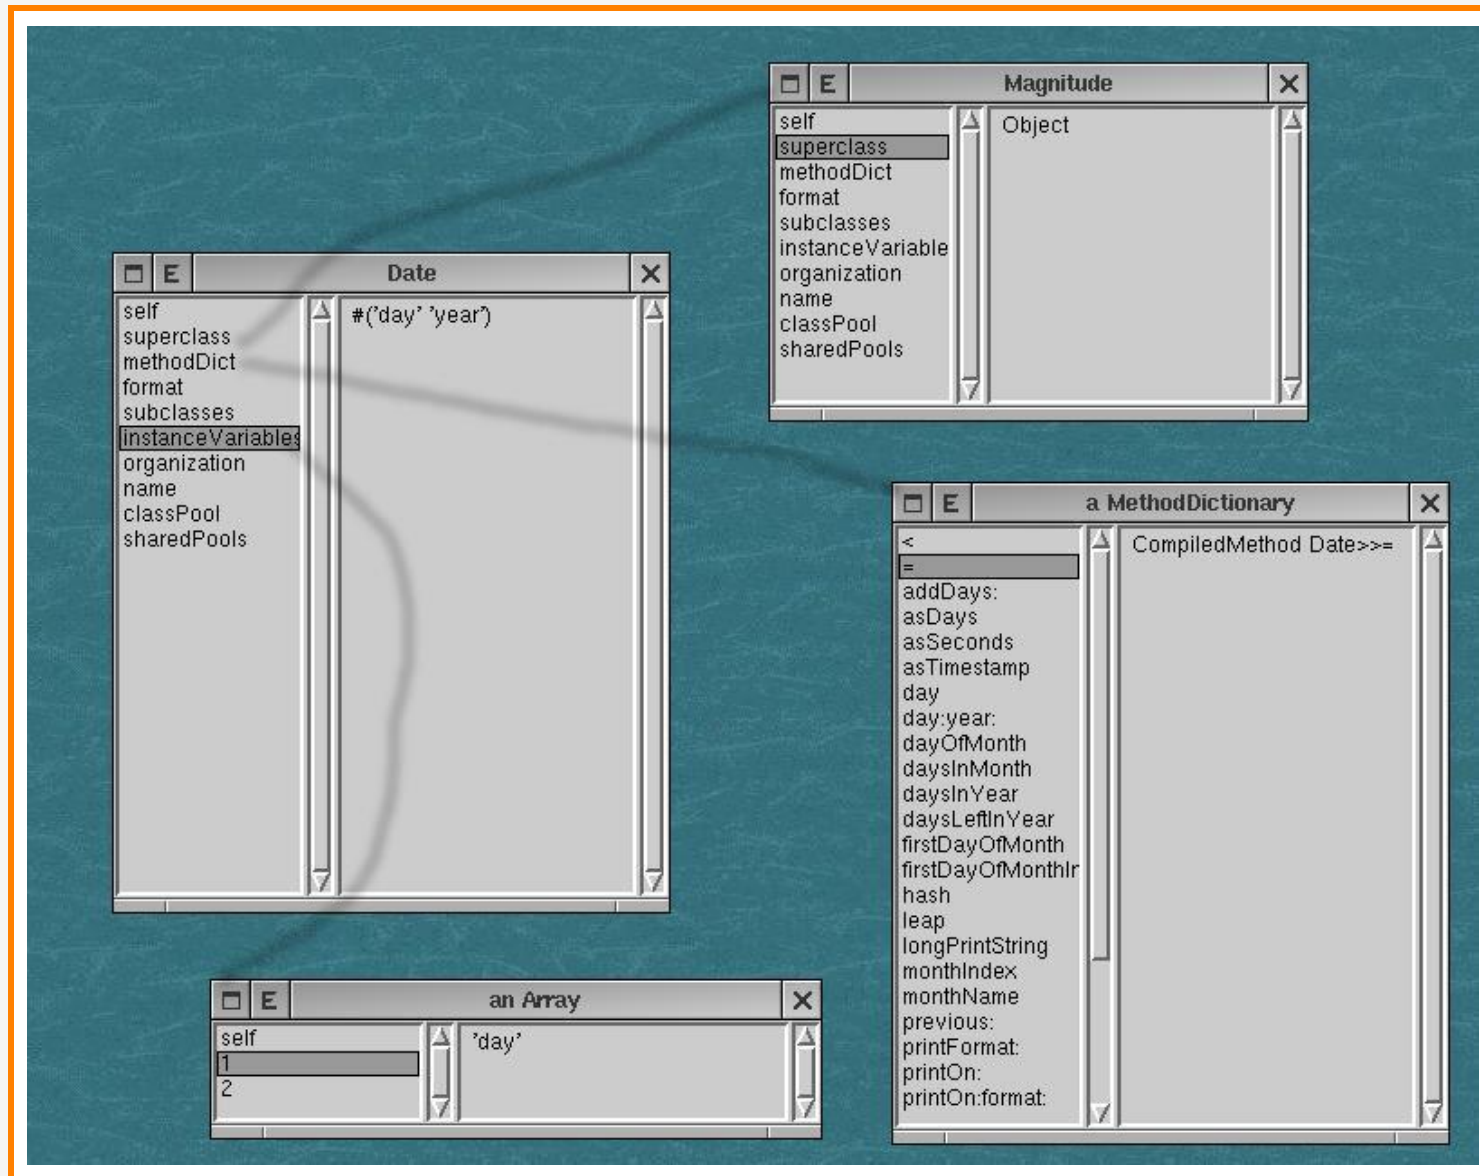 E Magnitude
self
superclass
methodDict
format
subclasses
instanceVariable
organization
name
classPool
sharedPools
Object
E Date
self
superclass
methodDict
format
subclasses
instanceVariables
organization
name
classPool
sharedPools
#('day' 'year')
E a MethodDictionary
<
=
addDays:
asDays
asSeconds
asTimestamp
day
day:year:
dayOfMonth
daysInMonth
daysInYear
daysLeftInYear
firstDayOfMonth
firstDayOfMonthIr
hash
leap
longPrintString
monthIndex
monthName
previous:
printFormat:
printOn:
printOn:format:
CompiledMethod Date>>=
E an Array
self
1
2
'day'